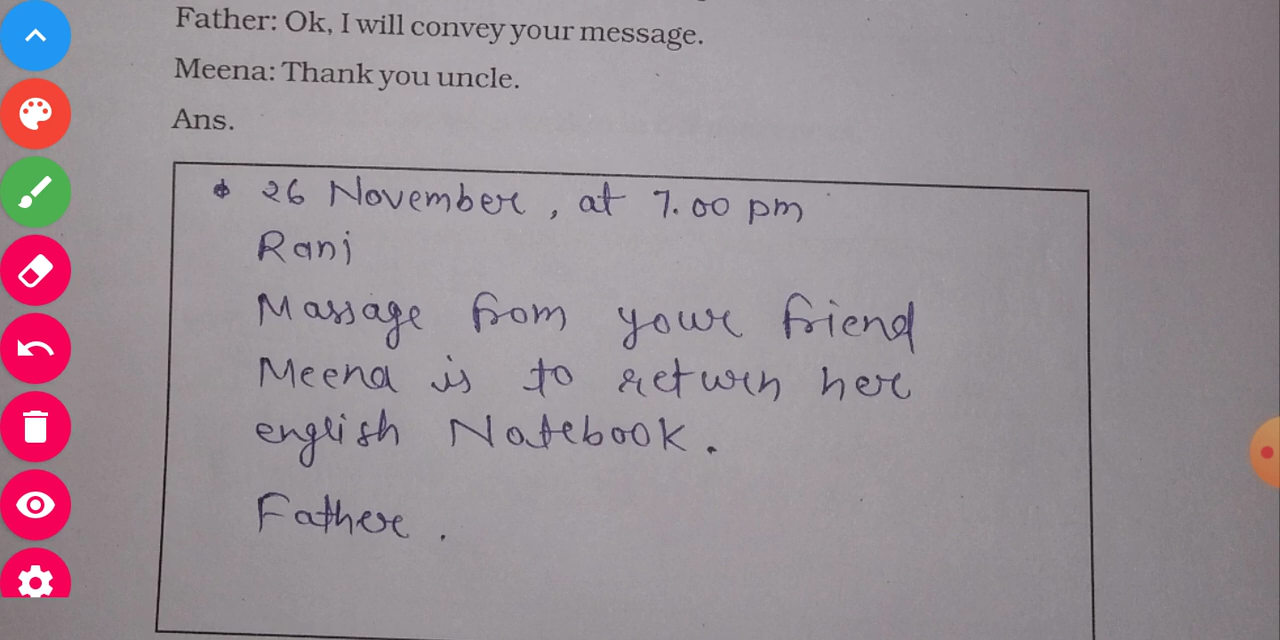 Father: Ok, I will convey your message.
Meena: Thank you uncle.
Ans.
26 November, at 7.00 pm
Rani
Massage from your friend
Meena is to return her
english Notebook.
Father.